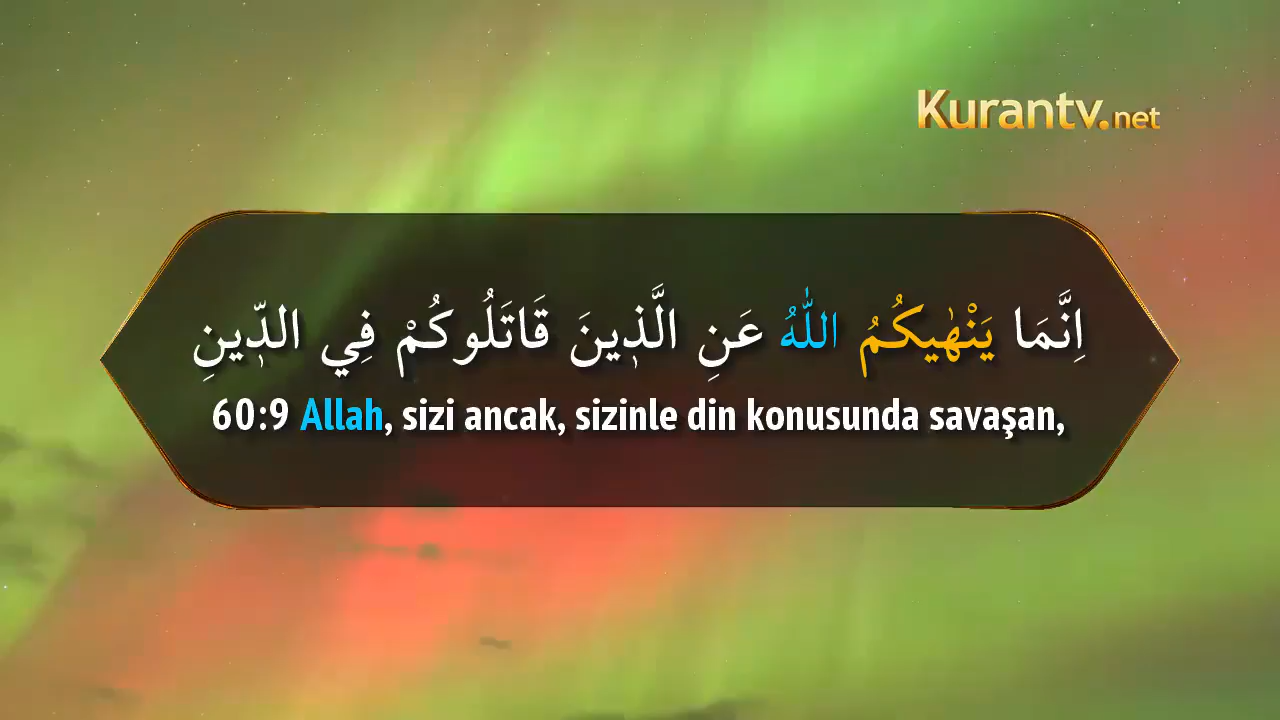 Kurantv.net
اِنَّمَا يَنْهٰيكُمُ اللّٰهُ عَنِ الَّذ۪ينَ قَاتَلُوكُمْ فِي الدّ۪ينِ
60:9 Allah, sizi ancak, sizinle din konusunda savaşan,